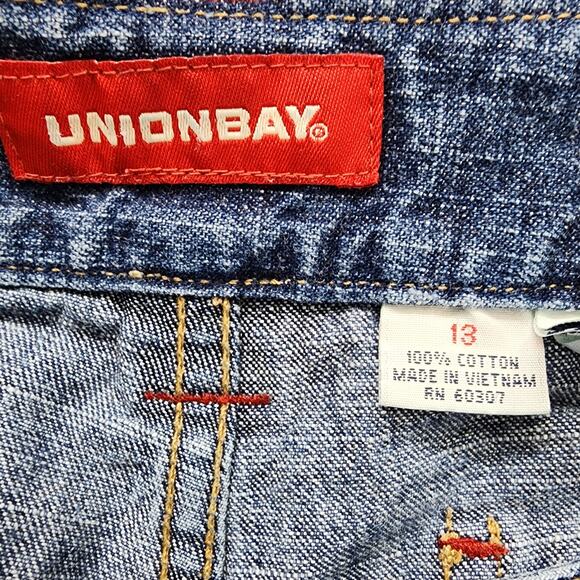 UNIONBAY®
13
100% COTTON
MADE IN VIETNAM
RN 60307